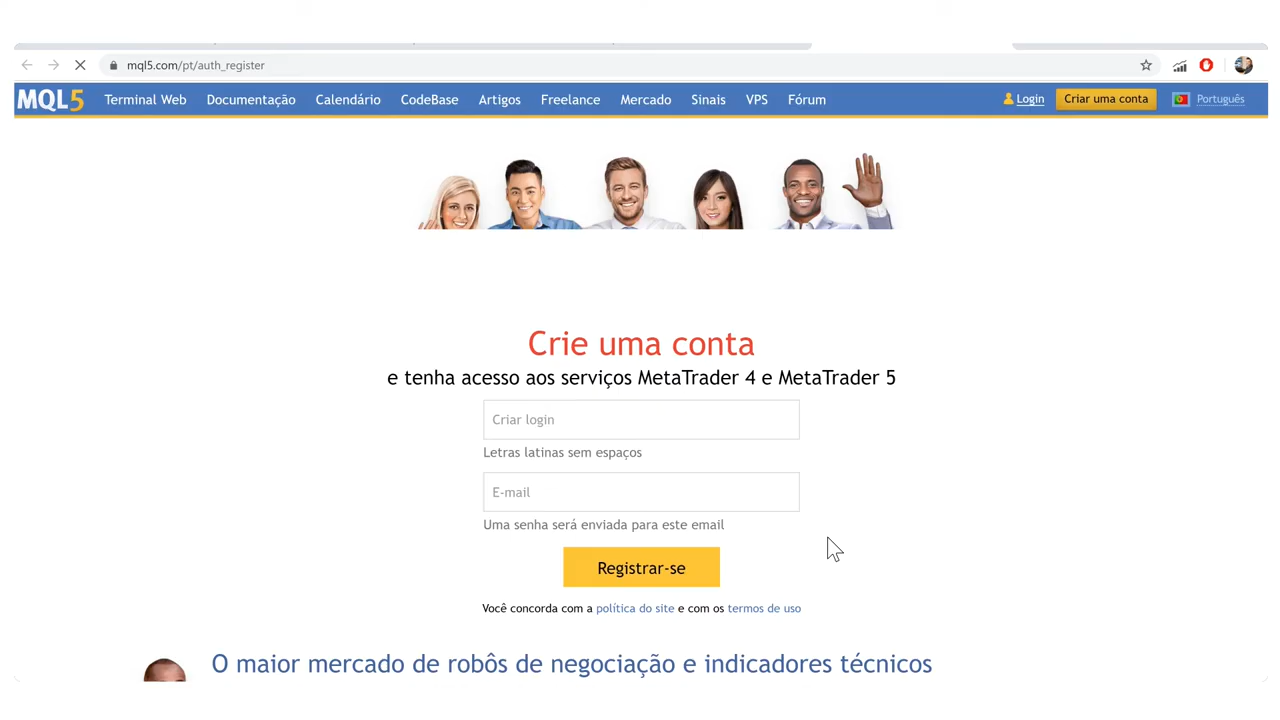 mql5.com/pt/auth_register
MQL5 Terminal Web Documentação Calendário CodeBase Artigos Freelance Mercado Sinais VPS Fórum Login Criar uma conta Português
Crie uma conta
e tenha acesso aos serviços MetaTrader 4 e MetaTrader 5
Criar login
Letras latinas sem espaços
E-mail
Uma senha será enviada para este email
Registrar-se
Você concorda com a política do site e com os termos de uso
O maior mercado de robôs de negociação e indicadores técnicos